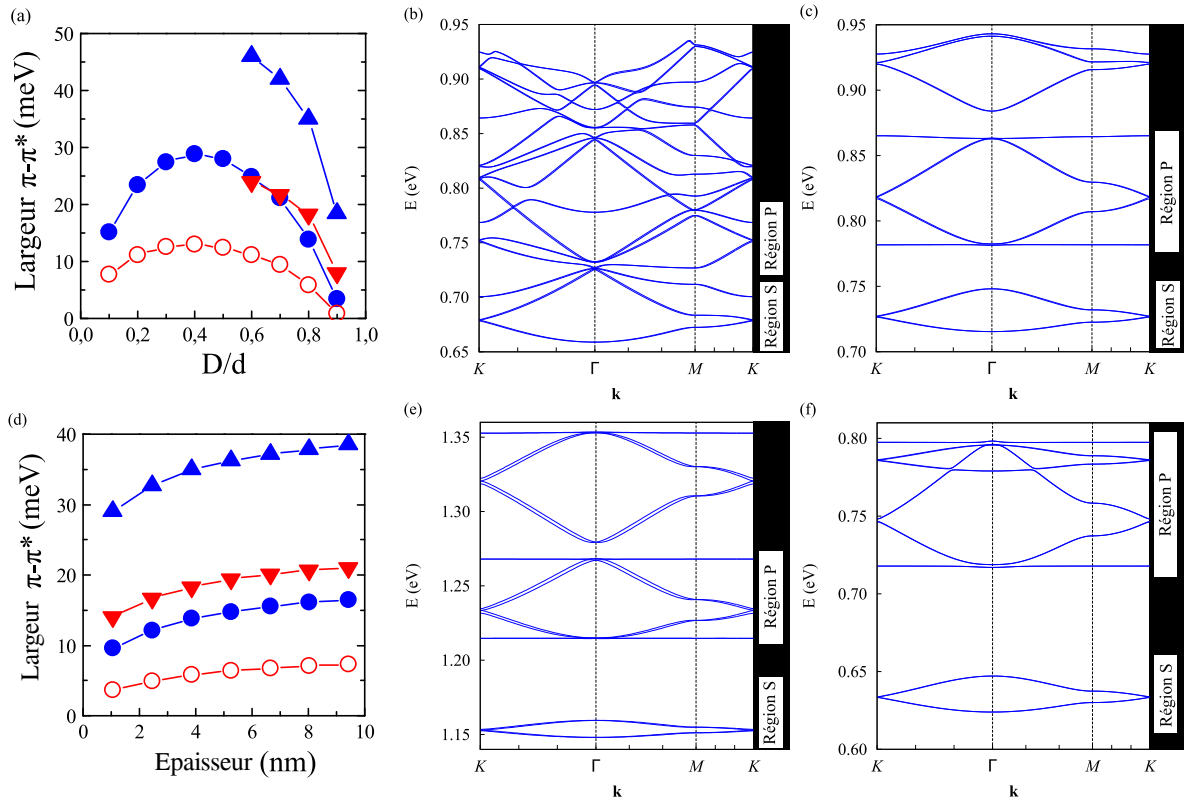 (a)
50
40
30
20
10
0
Largeur π-π* (meV)
0,0 0,2 0,4 0,6 0,8 1,0
D/d
(b)
0.95
0.90
0.85
0.80
0.75
0.70
0.65
E (eV)
K Γ M K
k
Région P
Région S
(c)
0.95
0.90
0.85
0.80
0.75
0.70
E (eV)
K Γ M K
k
Région P
Région S
(d)
40
30
20
10
0
Largeur π-π* (meV)
0 2 4 6 8 10
Epaisseur (nm)
(e)
1.35
1.30
1.25
1.20
1.15
E (eV)
K Γ M K
k
Région P
Région S
(f)
0.80
0.75
0.70
0.65
0.60
E (eV)
K Γ M K
k
Région P
Région S